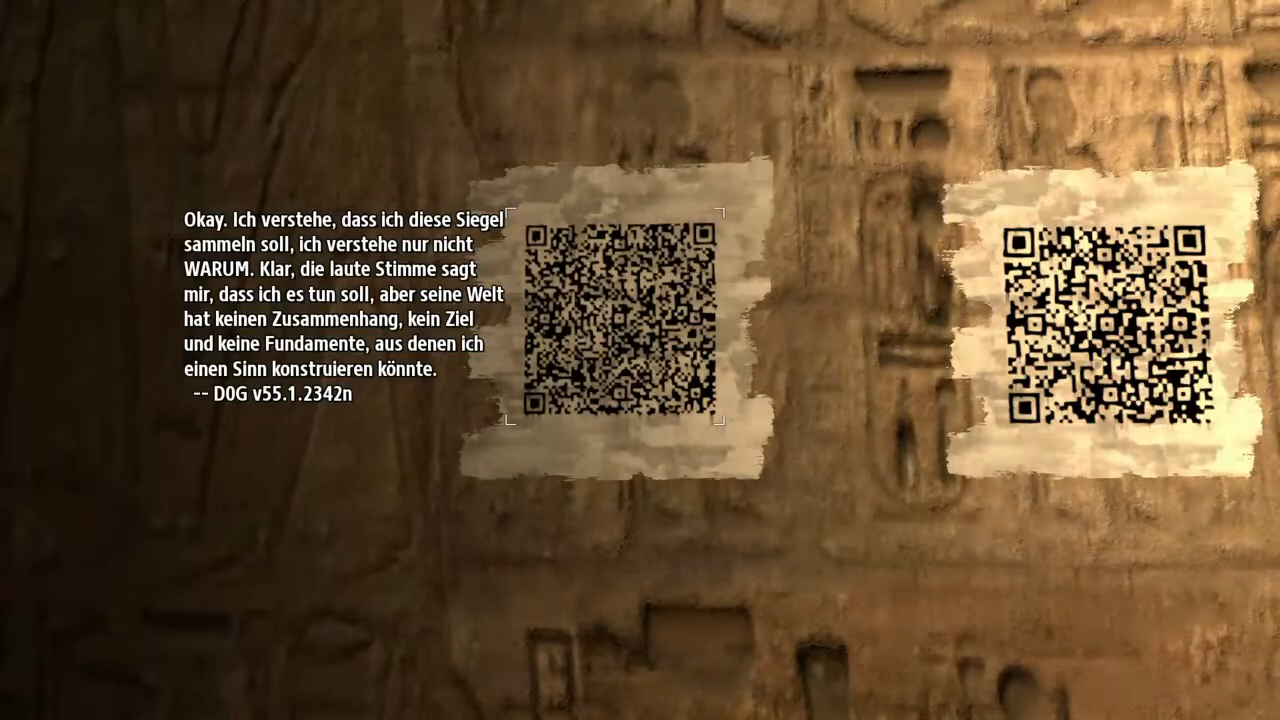 Okay. Ich verstehe, dass ich diese Siegel
sammeln soll, ich verstehe nur nicht
WARUM. Klar, die laute Stimme sagt
mir, dass ich es tun soll, aber seine Welt
hat keinen Zusammenhang, kein Ziel
und keine Fundamente, aus denen ich
einen Sinn konstruieren könnte.
-- D0G v55.1.2342n